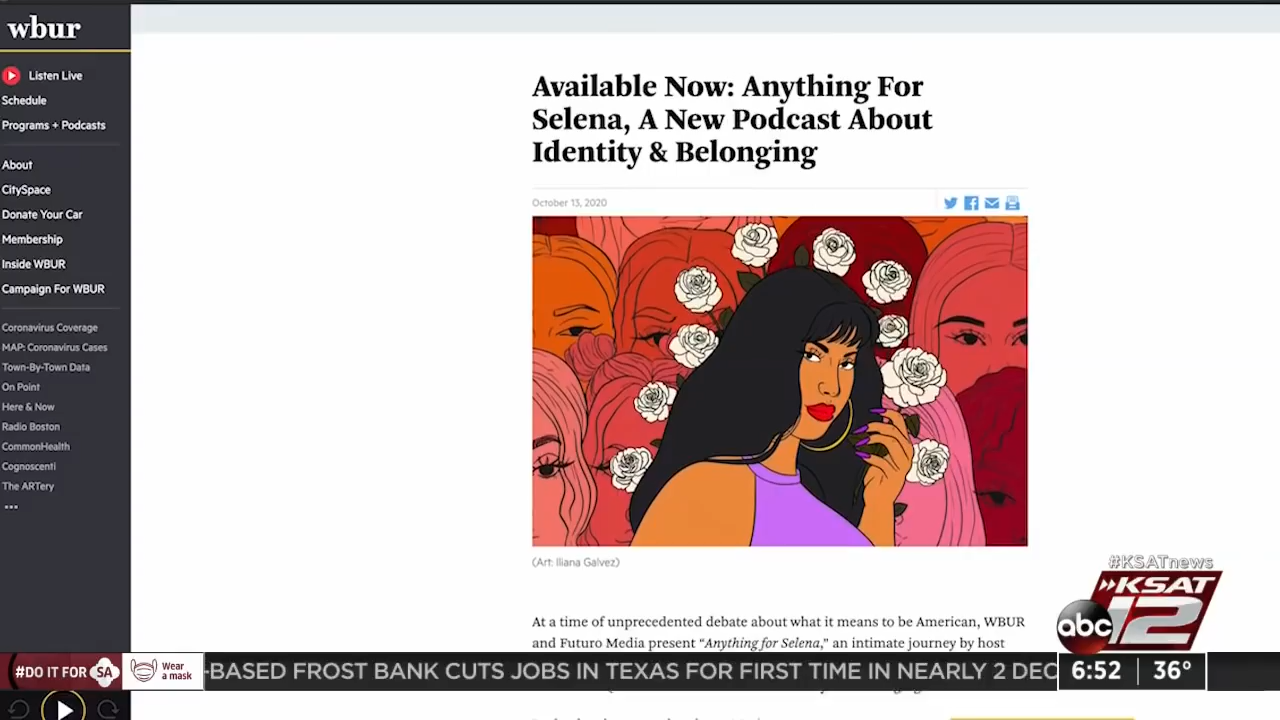 wbur
Listen Live
Schedule
Programs + Podcasts
About
CitySpace
Donate Your Car
Membership
Inside WBUR
Campaign For WBUR
Coronavirus Coverage
MAP: Coronavirus Cases
Town-By-Town Data
On Point
Here & Now
Radio Boston
CommonHealth
Cognoscenti
The ARTery
Available Now: Anything For
Selena, A New Podcast About
Identity & Belonging
October 13, 2020
(Art: Iliana Galvez)
At a time of unprecedented debate about what it means to be American, WBUR
and Futuro Media present “Anything for Selena,” an intimate journey by host
#KSATnews
KSAT
abc 12
#DO IT FOR SA
Wear
a mask
-BASED FROST BANK CUTS JOBS IN TEXAS FOR FIRST TIME IN NEARLY 2 DEC
6:52 36°